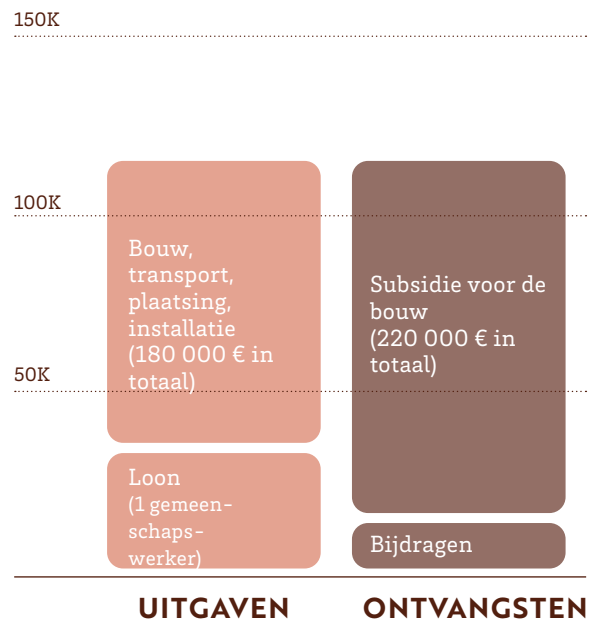 150K
100K
50K
Bouw,
transport,
plaatsing,
installatie
(180 000 € in
totaal)
Loon
(1 gemeen-
schaps-
werker)
Subsidie voor de
bouw
(220 000 € in
totaal)
Bijdragen
UITGAVEN
ONTVANGSTEN